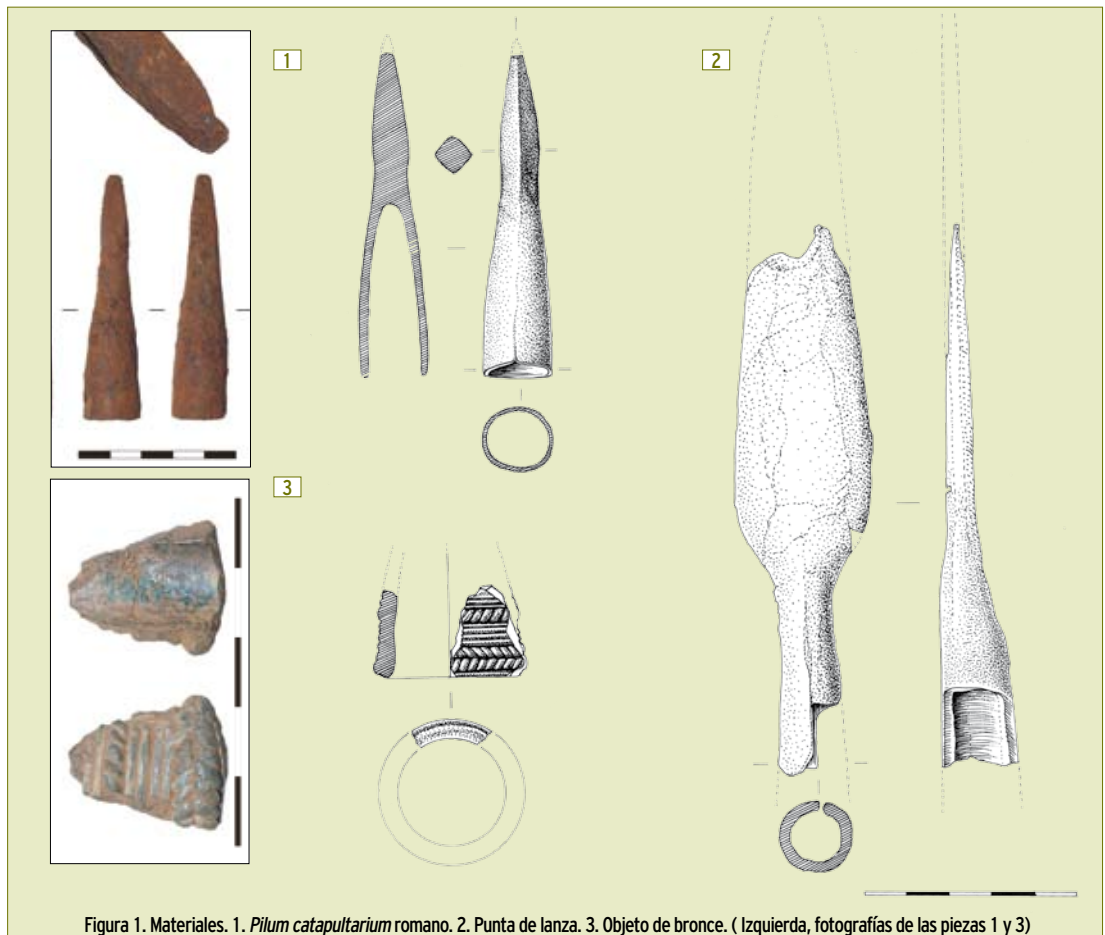 1
2
3
Figura 1. Materiales. 1. Pilum catapultarium romano. 2. Punta de lanza. 3. Objeto de bronce. ( Izquierda, fotografías de las piezas 1 y 3)